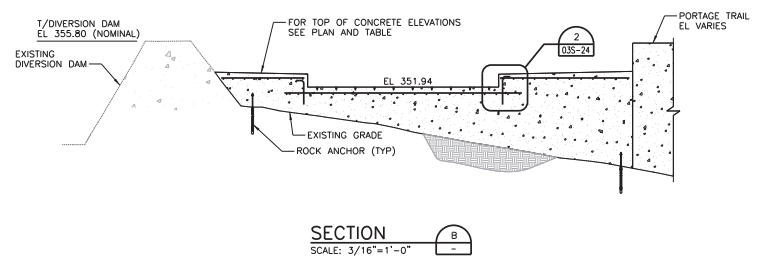 T/DIVERSION DAM
EL 355.80 (NOMINAL)
EXISTING
DIVERSION DAM
FOR TOP OF CONCRETE ELEVATIONS
SEE PLAN AND TABLE
2
03S-24
PORTAGE TRAIL
EL VARIES
EL 351.94
EXISTING GRADE
ROCK ANCHOR (TYP)
SECTION
SCALE: 3/16"=1'-0"
B
-